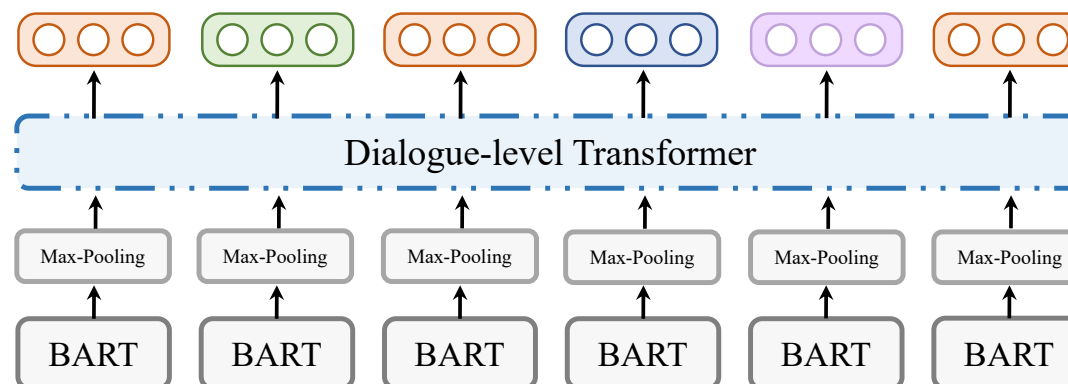 Dialogue-level Transformer
Max-Pooling Max-Pooling Max-Pooling Max-Pooling Max-Pooling Max-Pooling
BART BART BART BART BART BART